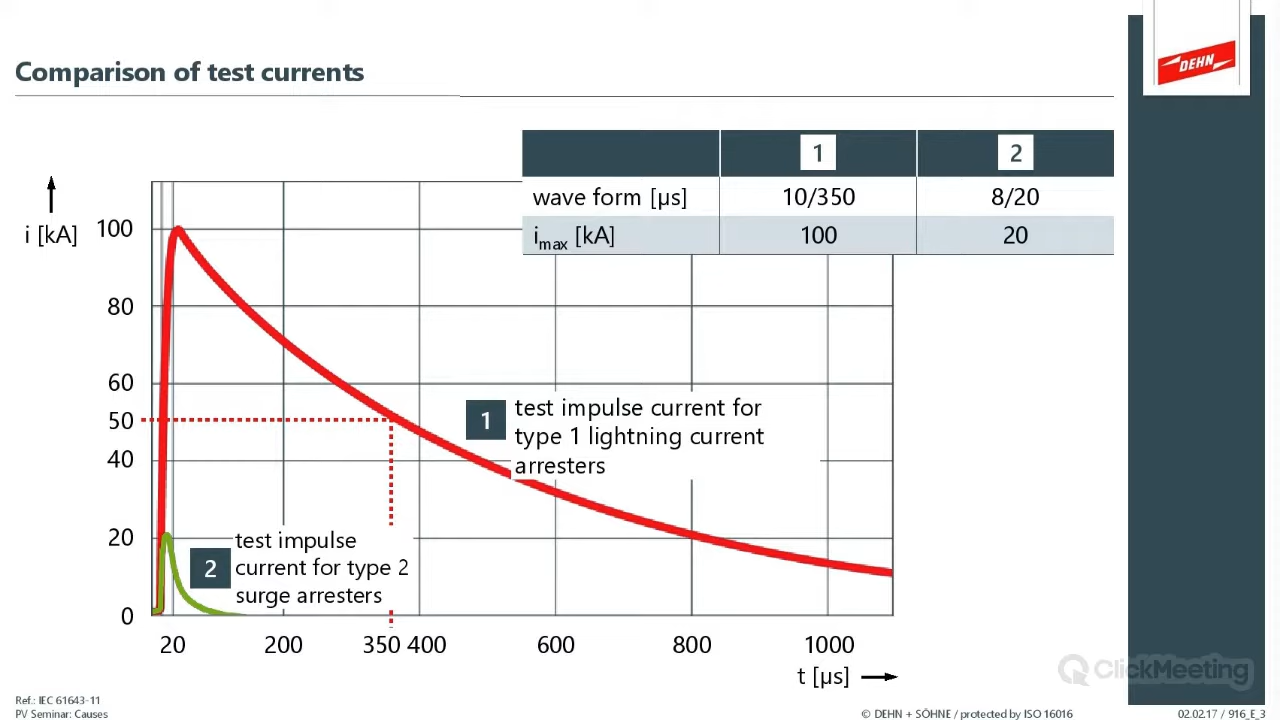 Comparison of test currents
DEHN
1 2
wave form [µs] 10/350 8/20
imax [kA] 100 20
i [kA]
100
80
60
50
40
20
0
1 test impulse current for
type 1 lightning current
arresters
2 test impulse
current for type 2
surge arresters
20 200 350 400 600 800 1000
t [µs]
ClickMeeting
Ref.: IEC 61643-11
PV Seminar: Causes
© DEHN + SÖHNE / protected by ISO 16016
02.02.17 / 916_E_3